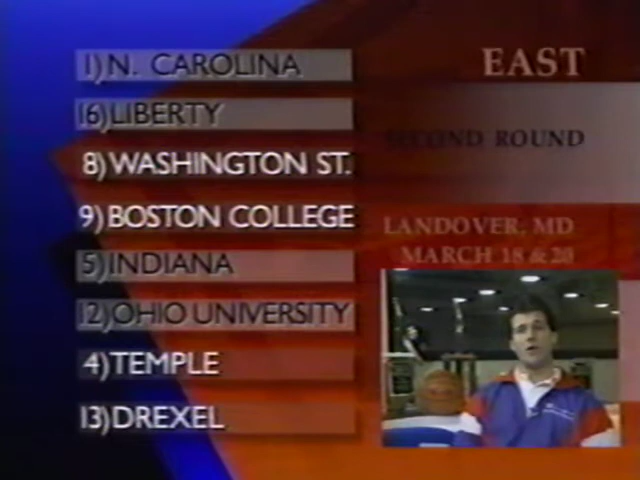 1) N. CAROLINA
16) LIBERTY
8) WASHINGTON ST.
9) BOSTON COLLEGE
5) INDIANA
12) OHIO UNIVERSITY
4) TEMPLE
13) DREXEL
EAST
SECOND ROUND
LANDOVER, MD
MARCH 18 & 20